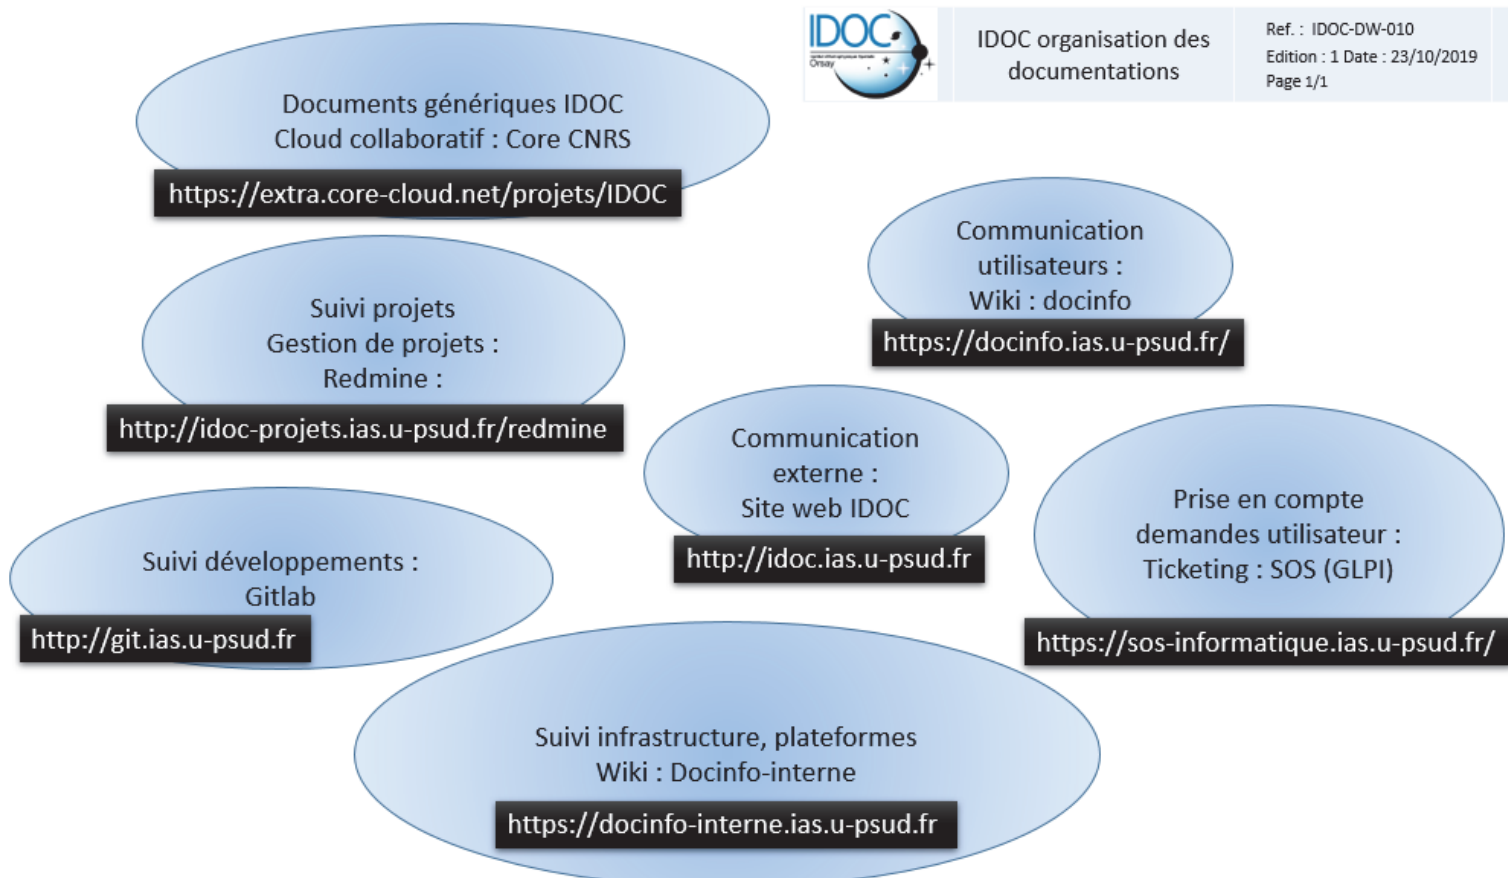 IDOC
Orsay
IDOC organisation des
documentations
Ref. : IDOC-DW-010
Edition : 1 Date : 23/10/2019
Page 1/1
Documents génériques IDOC
Cloud collaboratif : Core CNRS
https://extra.core-cloud.net/projets/IDOC
Communication
utilisateurs :
Wiki : docinfo
https://docinfo.ias.u-psud.fr/
Suivi projets
Gestion de projets :
Redmine :
http://idoc-projets.ias.u-psud.fr/redmine
Communication
externe :
Site web IDOC
http://idoc.ias.u-psud.fr
Prise en compte
demandes utilisateur :
Ticketing : SOS (GLPI)
https://sos-informatique.ias.u-psud.fr/
Suivi développements :
Gitlab
http://git.ias.u-psud.fr
Suivi infrastructure, plateformes
Wiki : Docinfo-interne
https://docinfo-interne.ias.u-psud.fr